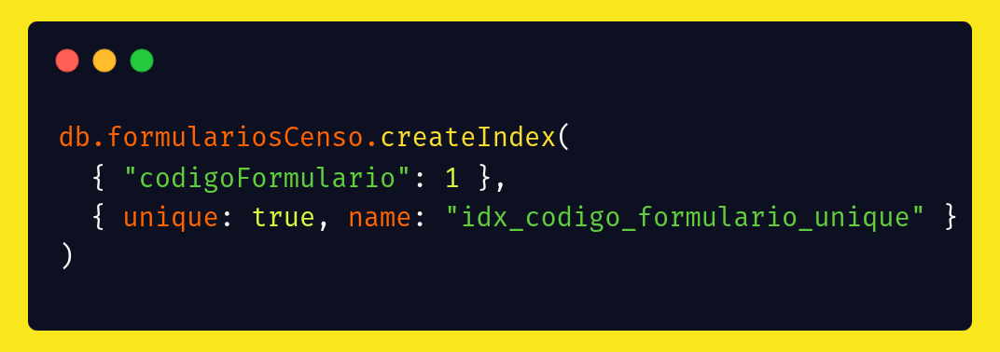 db.formulariosCenso.createIndex(
  { "codigoFormulario": 1 },
  { unique: true, name: "idx_codigo_formulario_unique" }
)